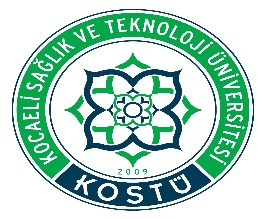 KOCAELİ SAĞLIK VE TEKNOLOJİ ÜNİVERSİTESİ
2009
KOSTÜ